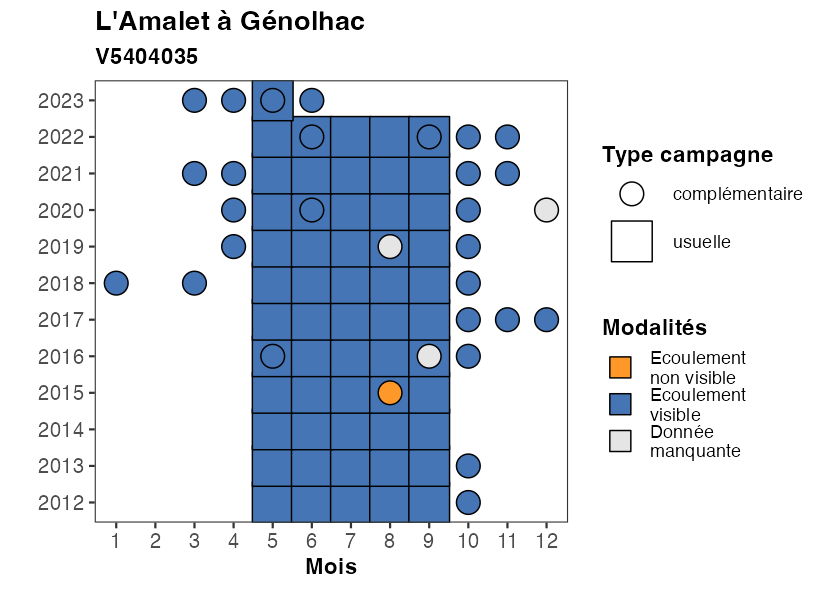 L'Amalet à Génolhac
V5404035
2023
2022
2021
2020
2019
2018
2017
2016
2015
2014
2013
2012
1 2 3 4 5 6 7 8 9 10 11 12
Mois
Type campagne
complémentaire
usuelle
Modalités
Ecoulement
non visible
Ecoulement
visible
Donnée
manquante